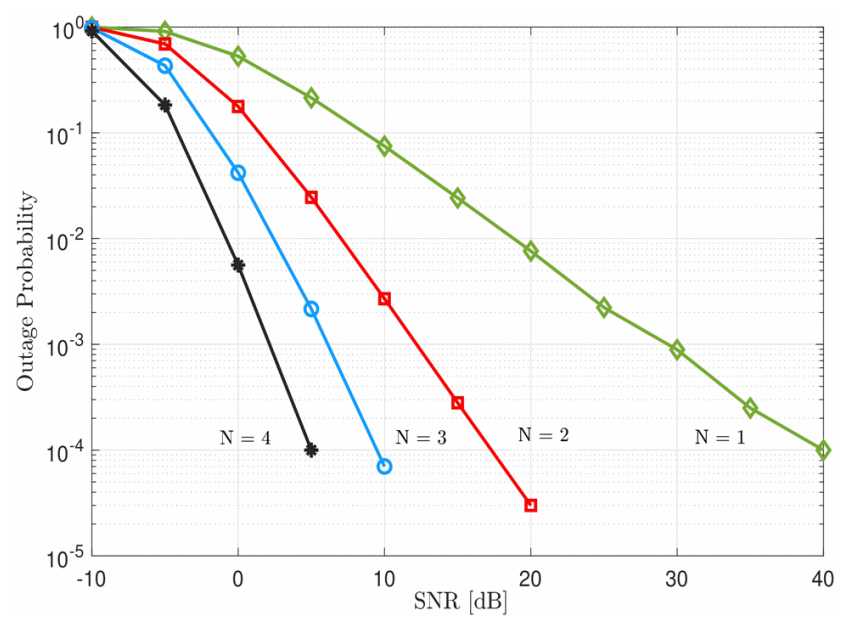 10^0
10^-1
10^-2
10^-3
10^-4
10^-5
Outage Probability
N = 4
N = 3
N = 2
N = 1
-10 0 10 20 30 40
SNR [dB]